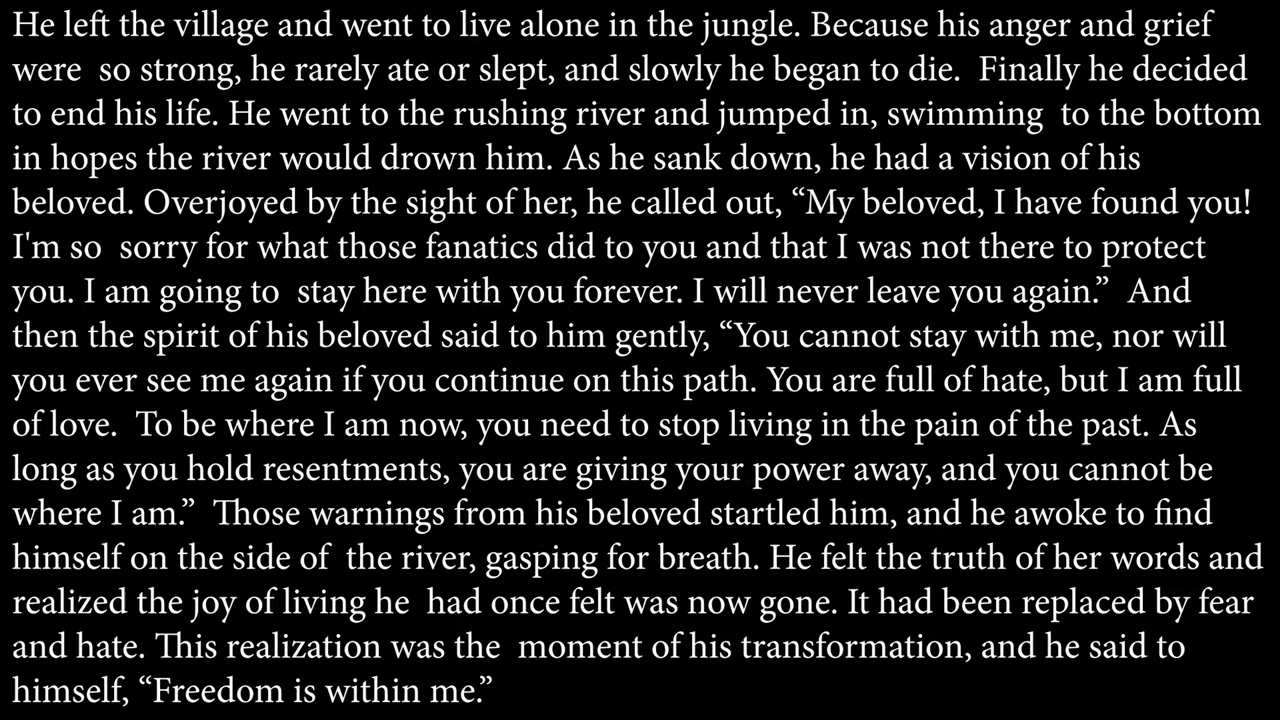 He left the village and went to live alone in the jungle. Because his anger and grief
were  so strong, he rarely ate or slept, and slowly he began to die.  Finally he decided
to end his life. He went to the rushing river and jumped in, swimming  to the bottom
in hopes the river would drown him. As he sank down, he had a vision of his
beloved. Overjoyed by the sight of her, he called out, “My beloved, I have found you!
I'm so  sorry for what those fanatics did to you and that I was not there to protect
you. I am going to  stay here with you forever. I will never leave you again.”  And
then the spirit of his beloved said to him gently, “You cannot stay with me, nor will
you ever see me again if you continue on this path. You are full of hate, but I am full
of love.  To be where I am now, you need to stop living in the pain of the past. As
long as you hold resentments, you are giving your power away, and you cannot be
where I am.”  Those warnings from his beloved startled him, and he awoke to find
himself on the side of  the river, gasping for breath. He felt the truth of her words and
realized the joy of living he  had once felt was now gone. It had been replaced by fear
and hate. This realization was the  moment of his transformation, and he said to
himself, “Freedom is within me.”